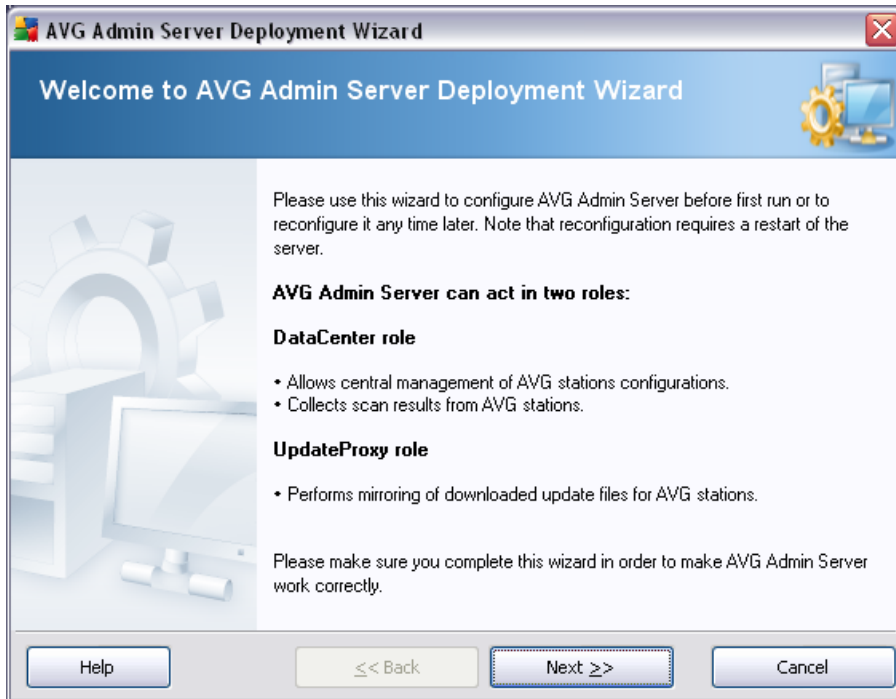 AVG Admin Server Deployment Wizard
Welcome to AVG Admin Server Deployment Wizard
Please use this wizard to configure AVG Admin Server before first run or to
reconfigure it any time later. Note that reconfiguration requires a restart of the
server.
AVG Admin Server can act in two roles:
DataCenter role
• Allows central management of AVG stations configurations.
• Collects scan results from AVG stations.
UpdateProxy role
• Performs mirroring of downloaded update files for AVG stations.
Please make sure you complete this wizard in order to make AVG Admin Server
work correctly.
Help
<< Back
Next >>
Cancel